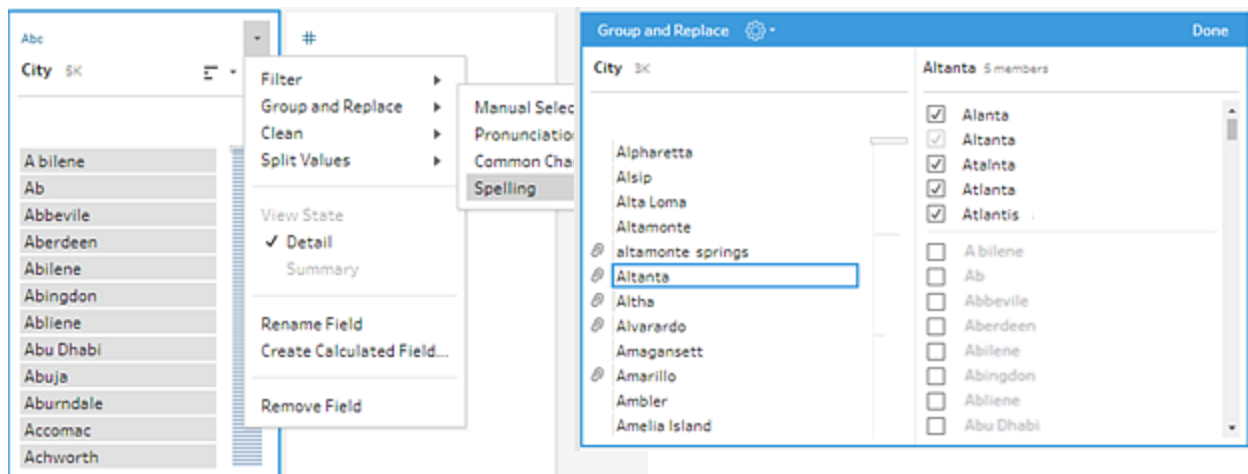 Abc
#
City 5K
A bilene
Ab
Abbevile
Aberdeen
Abilene
Abingdon
Abliene
Abu Dhabi
Abuja
Aburndale
Accomac
Achworth
Filter
Group and Replace
Clean
Split Values
View State
✓ Detail
Summary
Rename Field
Create Calculated Field...
Remove Field
Manual Selec
Pronunciatio
Common Cha
Spelling
Group and Replace
Done
City 3K
Alpharetta
Alsip
Alta Loma
Altamonte
altamonte springs
Altanta
Altha
Alvarardo
Amagansett
Amarillo
Ambler
Amelia Island
Altanta 5 members
Alanta
Altanta
Atalnta
Atlanta
Atlantis
A bilene
Ab
Abbevile
Aberdeen
Abilene
Abingdon
Abliene
Abu Dhabi